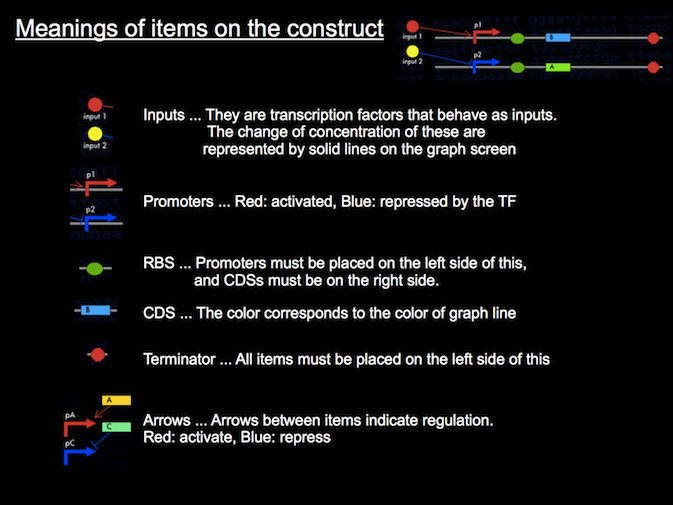 Meanings of items on the construct
input 1
p1
B
input 2
p2
A
input 1
input 2
Inputs ... They are transcription factors that behave as inputs.
The change of concentration of these are
represented by solid lines on the graph screen
p1
p2
Promoters ... Red: activated, Blue: repressed by the TF
RBS ... Promoters must be placed on the left side of this,
and CDSs must be on the right side.
B
CDS ... The color corresponds to the color of graph line
Terminator ... All items must be placed on the left side of this
A
pA
C
pC
Arrows ... Arrows between items indicate regulation.
Red: activate, Blue: repress